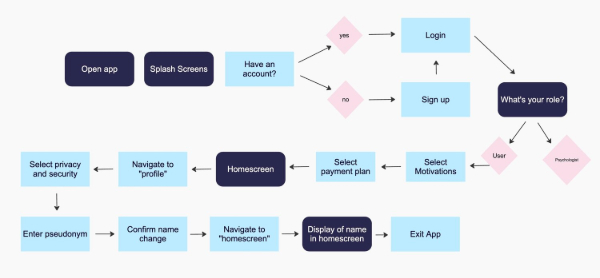 yes
Login
Open app
Splash Screens
Have an
account?
no
Sign up
What's your role?
User
Psychologist
Select privacy
and security
Navigate to
"profile"
Homescreen
Select
payment plan
Select
Motivations
Enter pseudonym
Confirm name
change
Navigate to
"homescreen"
Display of name
in homescreen
Exit App